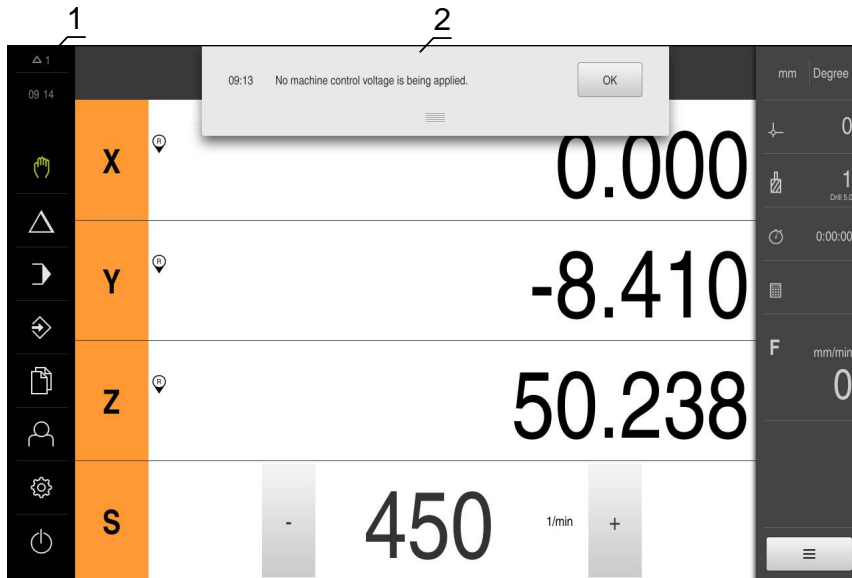 1
2
△ 1
09 14
09:13 No machine control voltage is being applied. OK
mm Degree
X R 0.000
0
1
Drill 5.0
Y R -8.410
0:00:00
Z R 50.238
F mm/min
0
S - 450 1/min +